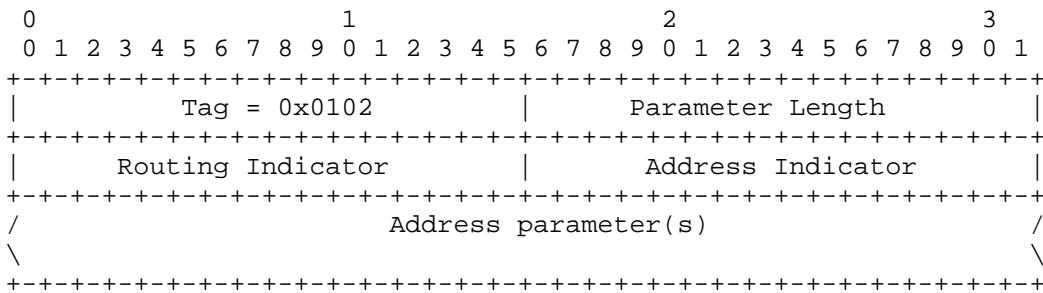 0                   1                   2                   3
 0 1 2 3 4 5 6 7 8 9 0 1 2 3 4 5 6 7 8 9 0 1 2 3 4 5 6 7 8 9 0 1
+-+-+-+-+-+-+-+-+-+-+-+-+-+-+-+-+-+-+-+-+-+-+-+-+-+-+-+-+-+-+-+-+
|          Tag = 0x0102         |      Parameter Length         |
+-+-+-+-+-+-+-+-+-+-+-+-+-+-+-+-+-+-+-+-+-+-+-+-+-+-+-+-+-+-+-+-+
|      Routing Indicator        |       Address Indicator       |
+-+-+-+-+-+-+-+-+-+-+-+-+-+-+-+-+-+-+-+-+-+-+-+-+-+-+-+-+-+-+-+-+
/                       Address parameter(s)                    /
\                                                               \
+-+-+-+-+-+-+-+-+-+-+-+-+-+-+-+-+-+-+-+-+-+-+-+-+-+-+-+-+-+-+-+-+